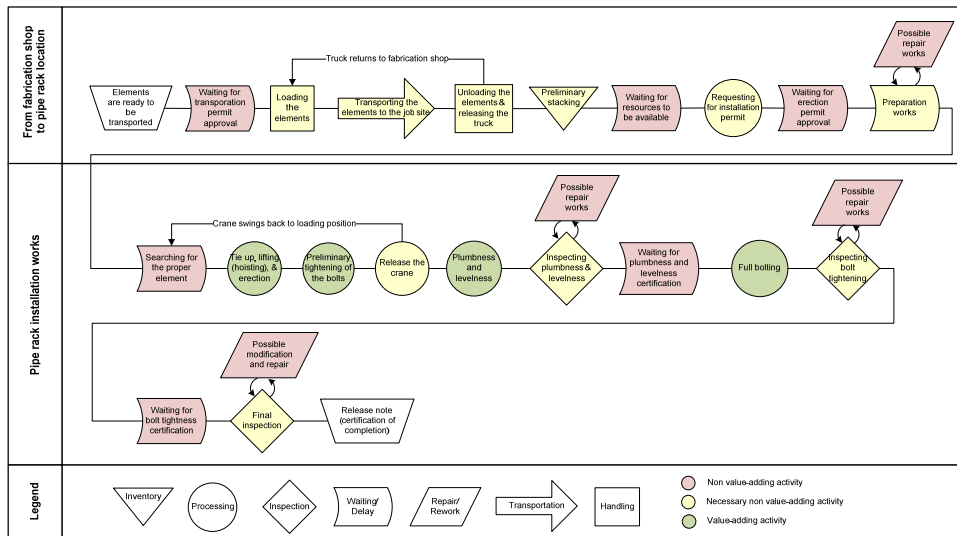 From fabrication shop
to pipe rack location
Truck returns to fabrication shop
Possible
repair
works
Elements
are ready to
be
transported
Waiting for
transporation
permit
approval
Loading
the
elements
Transporting the
elements to the job site
Unloading the
elements &
releasing the
truck
Preliminary
stacking
Waiting for
resources to
be available
Requesting
for installation
permit
Waiting for
erection
permit
approval
Preparation
works
Pipe rack installation works
Crane swings back to loading position
Possible
repair
works
Possible
repair
works
Searching for
the proper
element
Tie up, lifting
(hoisting), &
erection
Preliminary
tightening of
the bolts
Release the
crane
Plumbness
and
levelness
Inspecting
plumbness &
levelness
Waiting for
plumbness and
levelness
certification
Full bolting
Inspecting
bolt
tightening
Possible
modification
and repair
Waiting for
bolt tightness
certification
Final
inspection
Release note
(certification of
completion)
Legend
Inventory
Processing
Inspection
Waiting/
Delay
Repair/
Rework
Transportation
Handling
Non value-adding activity
Necessary non value-adding activity
Value-adding activity